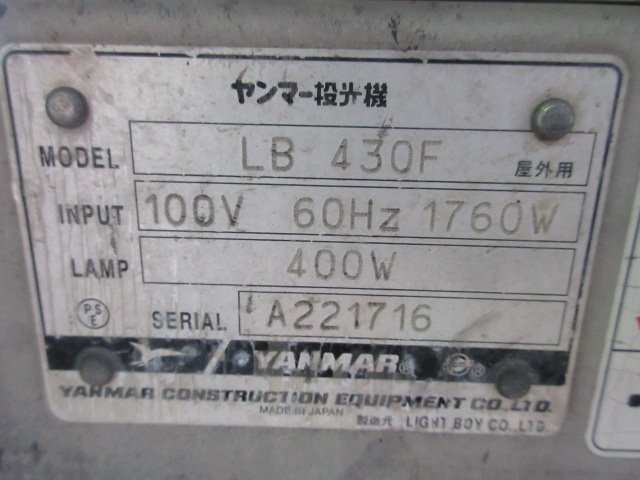 ヤンマー投光機
MODEL LB 430F 屋外用
INPUT 100V 60Hz 1760W
LAMP 400W
PSE SERIAL A221716
YANMAR
YANMAR CONSTRUCTION EQUIPMENT CO.,LTD.
MADE IN JAPAN
製造元 LIGHT BOY CO.,LTD.